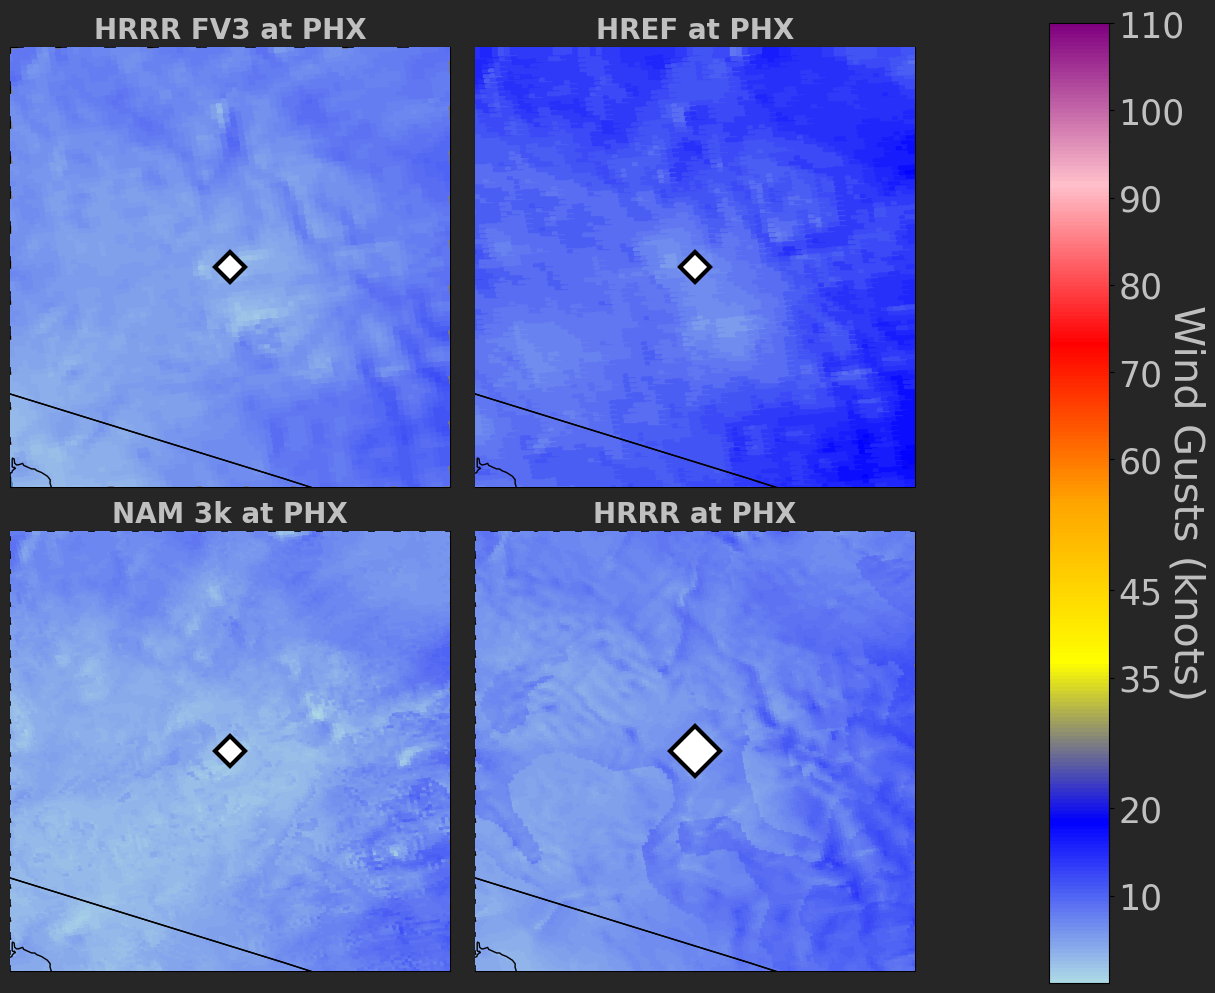 HRRR FV3 at PHX
HREF at PHX
NAM 3k at PHX
HRRR at PHX
110
100
90
80
70
60
45
35
20
10
Wind Gusts (knots)